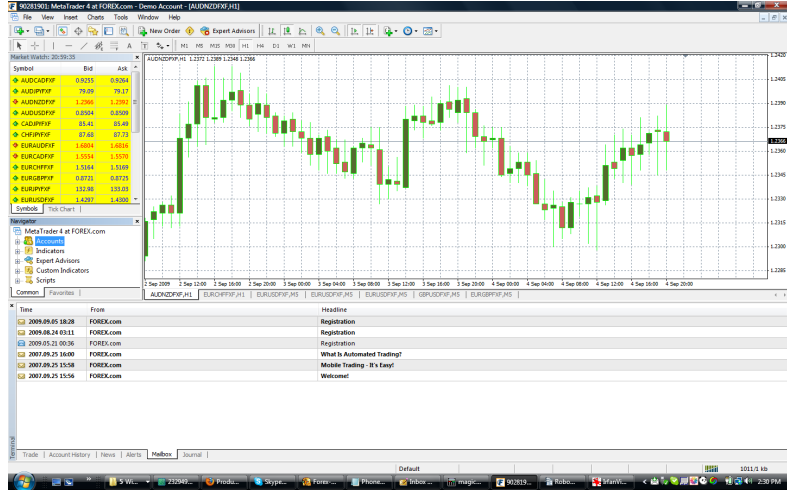 90281901: MetaTrader 4 at FOREX.com - Demo Account - [AUDNZDFXF,H1]
File View Insert Charts Tools Window Help
New Order Expert Advisors
A T M1 M5 M15 M30 H1 H4 D1 W1 MN
Market Watch: 20:59:35
Symbol Bid Ask
AUDCADFXF 0.9255 0.9264
AUDJPYFXF 79.09 79.17
AUDNZDFXF 1.2366 1.2392
AUDUSDFXF 0.8504 0.8509
CADJPYFXF 85.41 85.49
CHFJPYFXF 87.68 87.73
EURAUDFXF 1.6804 1.6816
EURCADFXF 1.5554 1.5570
EURCHFFXF 1.5164 1.5169
EURGBPFXF 0.8721 0.8725
EURJPYFXF 132.98 133.03
EURUSDFXF 1.4297 1.4300
Symbols Tick Chart
Navigator
MetaTrader 4 at FOREX.com
Accounts
Indicators
Expert Advisors
Custom Indicators
Scripts
Common Favorites
AUDNZDFXF,H1 1.2372 1.2389 1.2348 1.2366
1.2420
1.2405
1.2390
1.2375
1.2366
1.2360
1.2345
1.2330
1.2315
1.2300
1.2285
2 Sep 2009 2 Sep 12:00 2 Sep 16:00 2 Sep 20:00 3 Sep 00:00 3 Sep 04:00 3 Sep 08:00 3 Sep 12:00 3 Sep 16:00 3 Sep 20:00 4 Sep 00:00 4 Sep 04:00 4 Sep 08:00 4 Sep 12:00 4 Sep 16:00 4 Sep 20:00
AUDNZDFXF,H1 EURCHFFXF,H1 EURUSDFXF,M5 EURUSDFXF,M5 EURUSDFXF,M5 GBPUSDFXF,M5 EURGBPFXF,M5
Time From Headline
2009.09.05 18:28 FOREX.com Registration
2009.08.24 03:11 FOREX.com Registration
2009.05.21 00:36 FOREX.com Registration
2007.09.25 16:00 FOREX.com What Is Automated Trading?
2007.09.25 15:58 FOREX.com Mobile Trading - It's Easy!
2007.09.25 15:56 FOREX.com Welcome!
Terminal
Trade Account History News Alerts Mailbox Journal
Default 1011/1 kb
5 Wi... 232949... Produ... Skype... Forex-... Phone... Inbox ... magic... 902819... Robo... IrfanVi... 2:30 PM